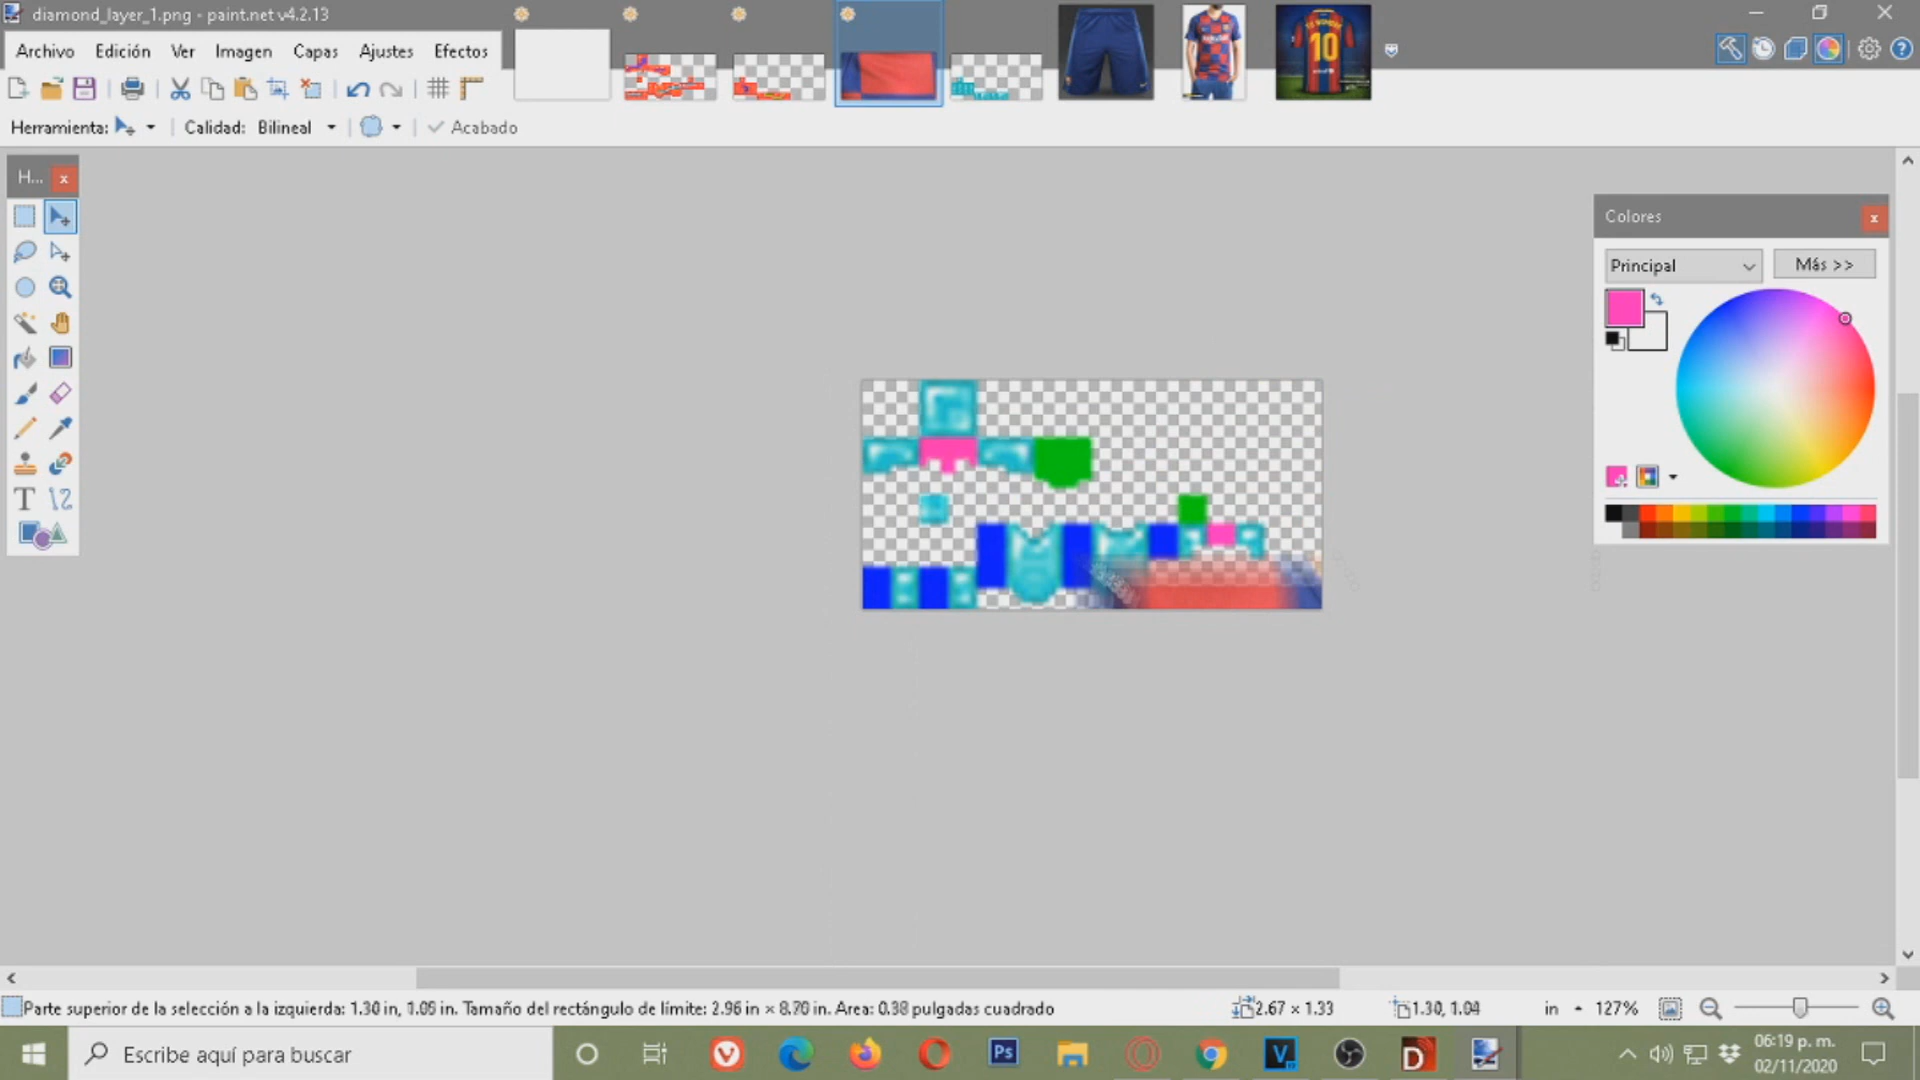 diamond_layer_1.png - paint.net v4.2.13
Archivo Edición Ver Imagen Capas Ajustes Efectos
10
Herramienta: Calidad: Bilineal Acabado
H...
Colores
Principal
Más >>
T
Parte superior de la selección a la izquierda: 1.30 in, 1.05 in. Tamaño del rectángulo de límite: 2.96 in × 8.70 in. Area: 0.38 pulgadas cuadrado
2.67 × 1.33
1.30, 1.04
in
127%
Escribe aquí para buscar
Ps
V
D
06:19 p. m.
02/11/2020